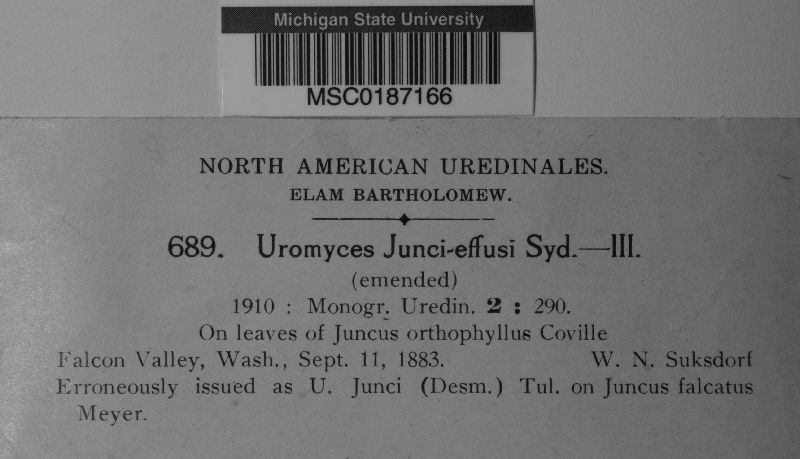 Michigan State University
MSC0187166
NORTH AMERICAN UREDINALES.
ELAM BARTHOLOMEW.
689. Uromyces Junci-effusi Syd.—III.
(emended)
1910 : Monogr. Uredin. 2 : 290.
On leaves of Juncus orthophyllus Coville
Falcon Valley, Wash., Sept. 11, 1883. W. N. Suksdorf
Erroneously issued as U. Junci (Desm.) Tul. on Juncus falcatus
Meyer.